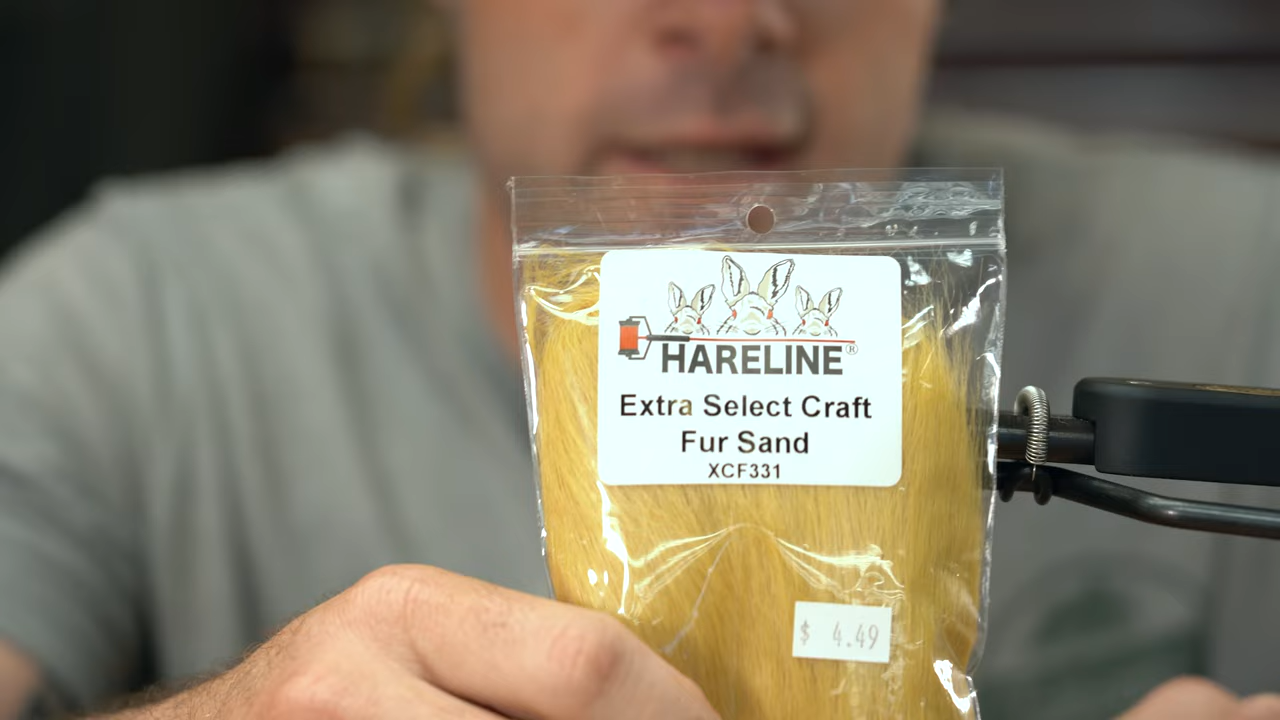 HARELINE®
Extra Select Craft
Fur Sand
XCF331
$ 4.49